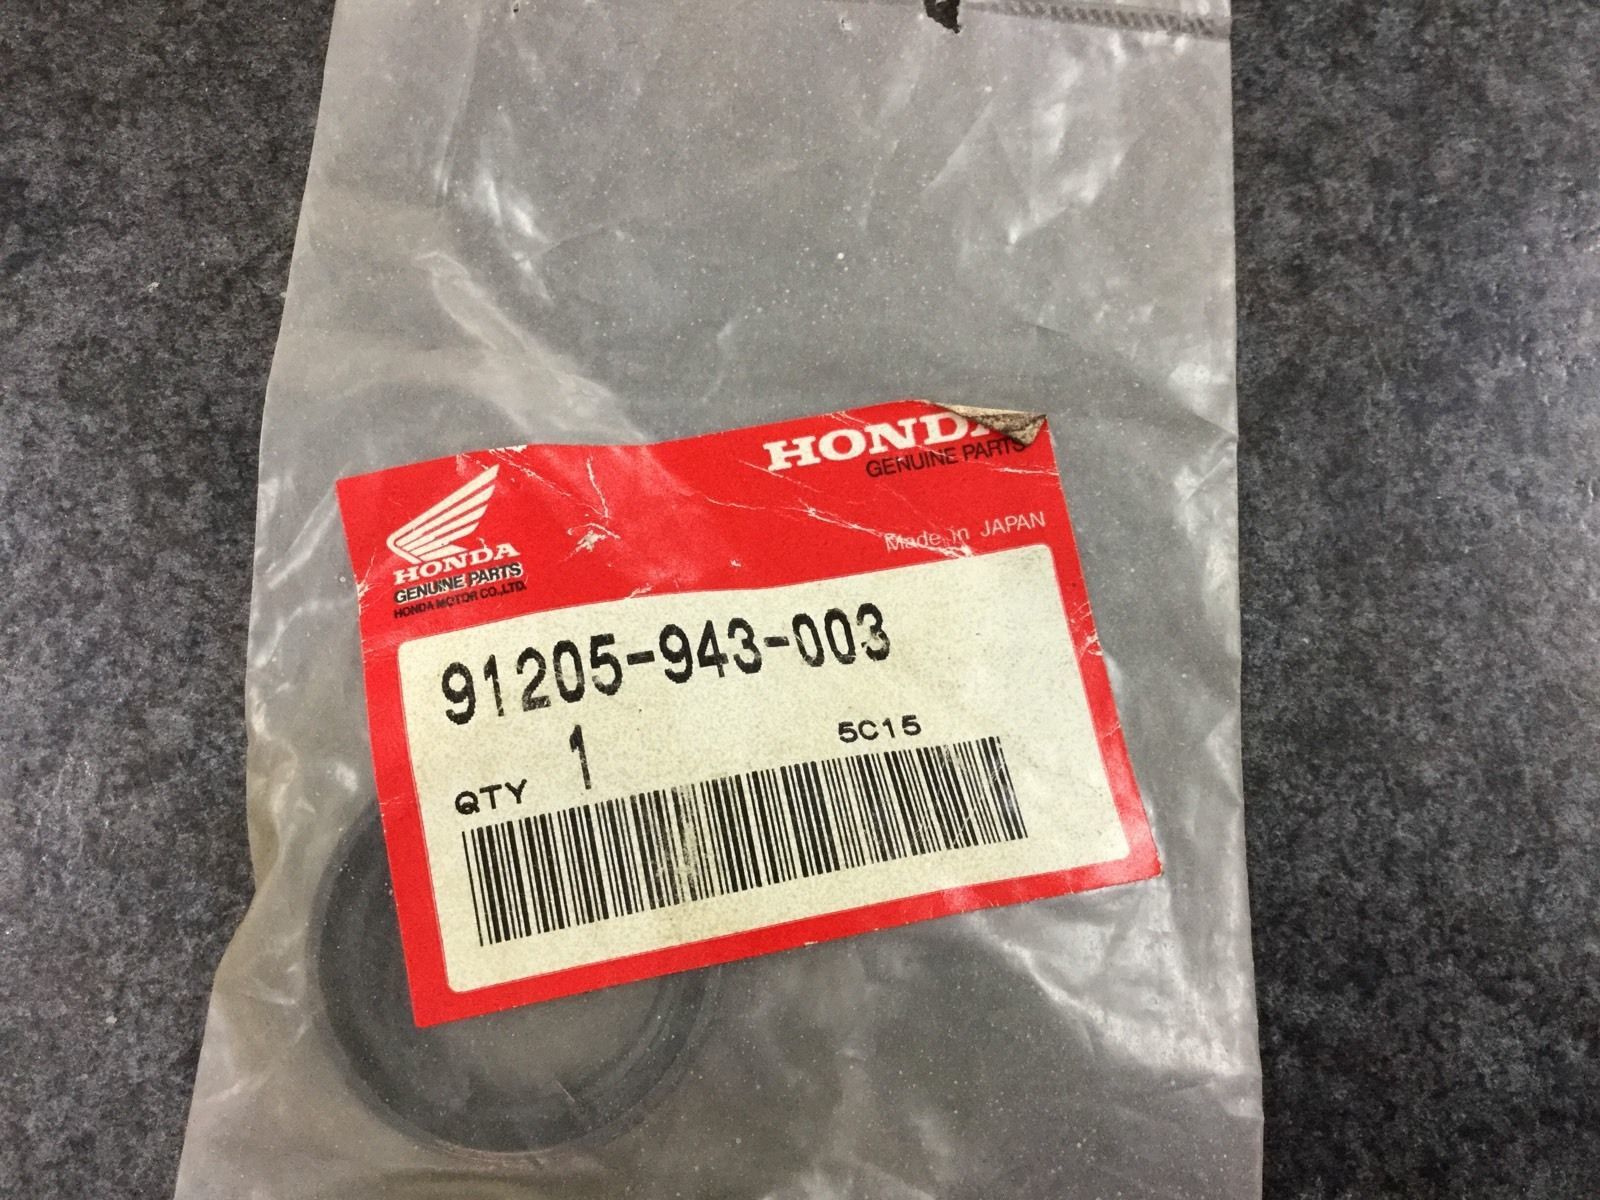 HONDA
GENUINE PARTS
Made in JAPAN
HONDA
GENUINE PARTS
HONDA MOTOR CO.,LTD.
91205-943-003
QTY 1
5C15